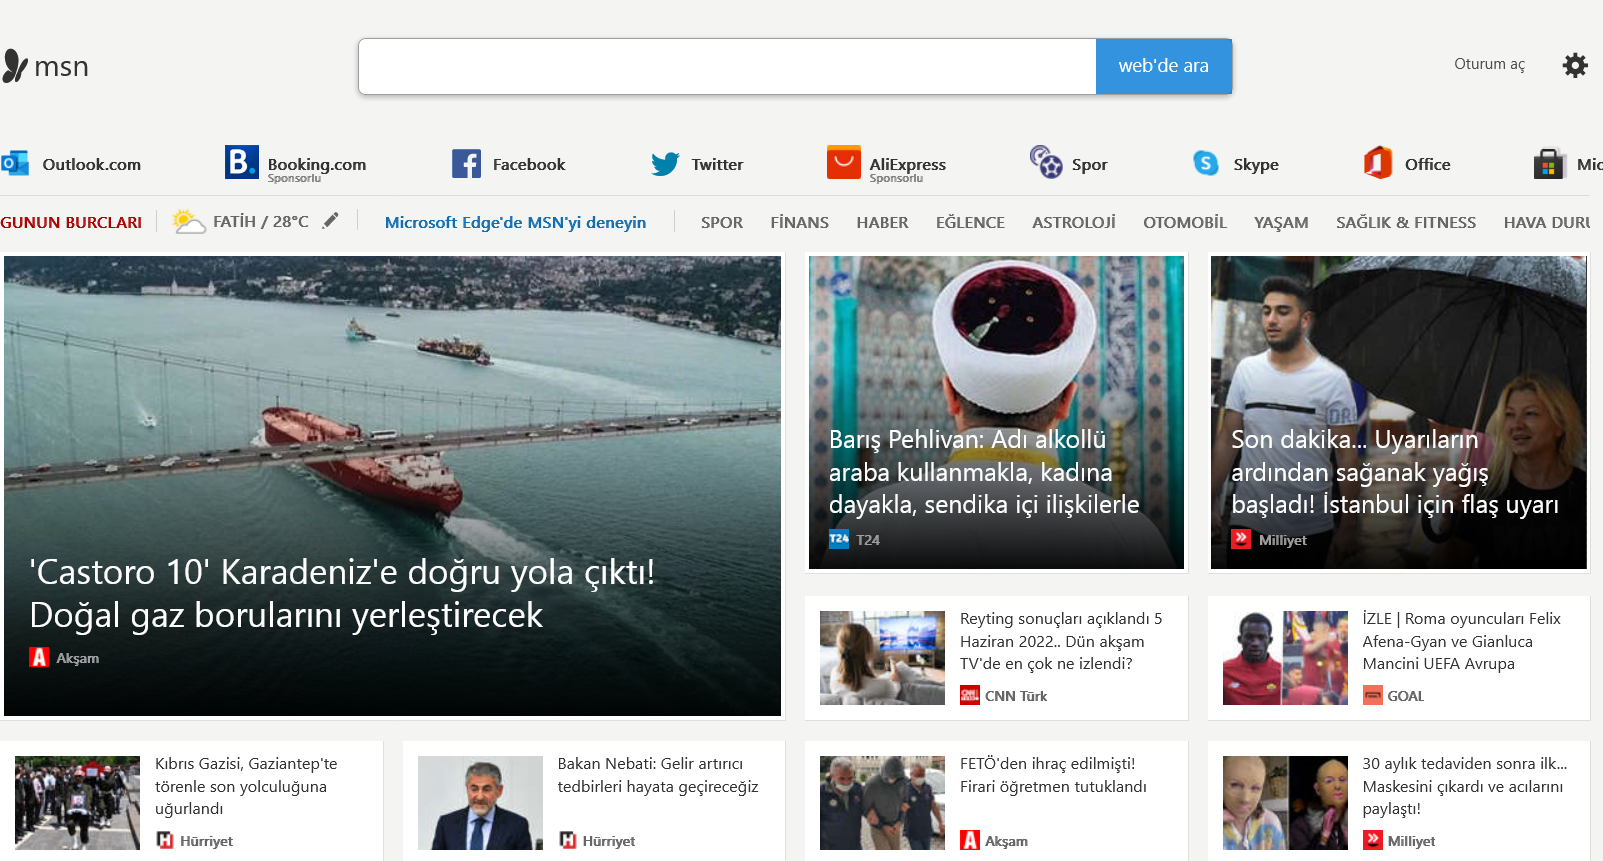 msn
web'de ara
Oturum aç
Outlook.com
Booking.com
Sponsorlu
Facebook
Twitter
AliExpress
Sponsorlu
Spor
Skype
Office
Mic
GUNUN BURCLARI
FATİH / 28°C
Microsoft Edge'de MSN'yi deneyin
SPOR
FİNANS
HABER
EĞLENCE
ASTROLOJİ
OTOMOBİL
YAŞAM
SAĞLIK & FITNESS
HAVA DURU
'Castoro 10' Karadeniz'e doğru yola çıktı!
Doğal gaz borularını yerleştirecek
Akşam
Barış Pehlivan: Adı alkollü
araba kullanmakla, kadına
dayakla, sendika içi ilişkilerle
T24
T24
Son dakika... Uyarıların
ardından sağanak yağış
başladı! İstanbul için flaş uyarı
Milliyet
Reyting sonuçları açıklandı 5
Haziran 2022.. Dün akşam
TV'de en çok ne izlendi?
CNN Türk
İZLE | Roma oyuncuları Felix
Afena-Gyan ve Gianluca
Mancini UEFA Avrupa
GOAL
Kıbrıs Gazisi, Gaziantep'te
törenle son yolculuğuna
uğurlandı
Hürriyet
Bakan Nebati: Gelir artırıcı
tedbirleri hayata geçireceğiz
Hürriyet
FETÖ'den ihraç edilmişti!
Firari öğretmen tutuklandı
Akşam
30 aylık tedaviden sonra ilk...
Maskesini çıkardı ve acılarını
paylaştı!
Milliyet